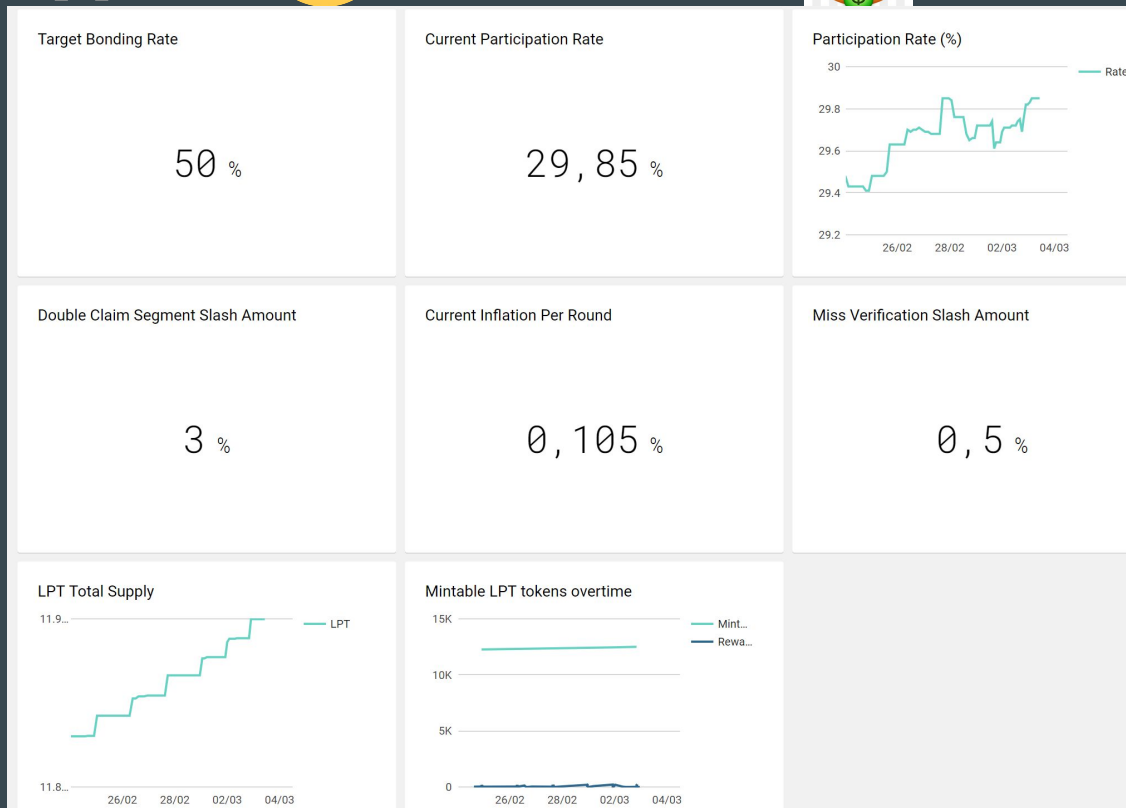 Target Bonding Rate
50 %
Current Participation Rate
29,85 %
Participation Rate (%)
30
29.8
29.6
29.4
29.2
26/02 28/02 02/03 04/03
Rate
Double Claim Segment Slash Amount
3 %
Current Inflation Per Round
0,105 %
Miss Verification Slash Amount
0,5 %
LPT Total Supply
11.9...
11.8...
26/02 28/02 02/03 04/03
LPT
Mintable LPT tokens overtime
15K
10K
5K
0
26/02 28/02 02/03 04/03
Mint...
Rewa...